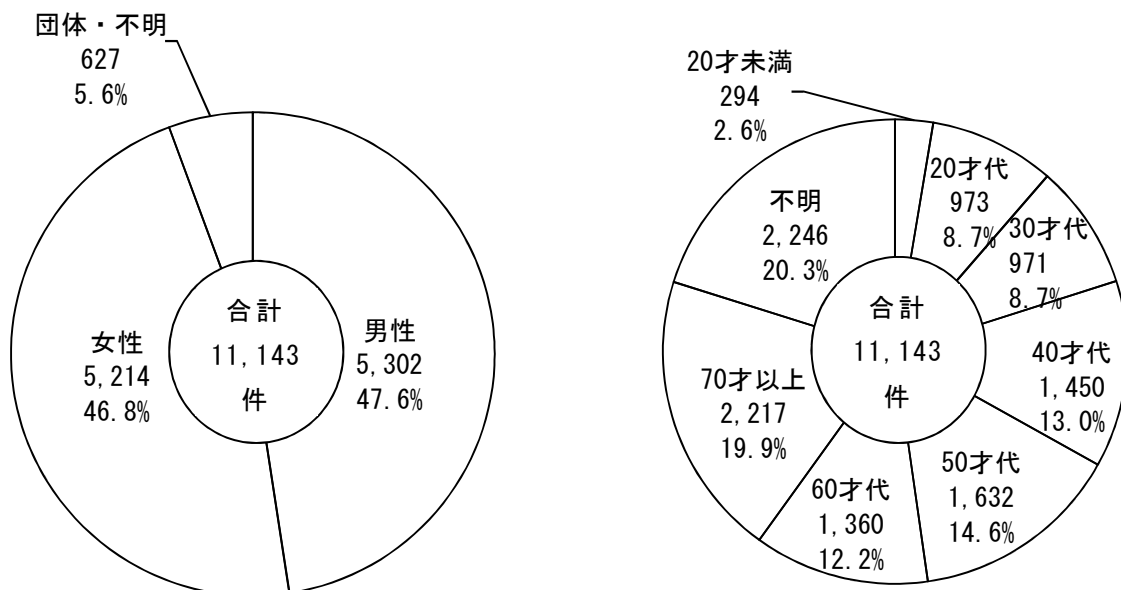 団体・不明
627
5.6%
男性
5,302
47.6%
女性
5,214
46.8%
合計
11,143
件
20才未満
294
2.6%
20才代
973
8.7%
30才代
971
8.7%
40才代
1,450
13.0%
50才代
1,632
14.6%
60才代
1,360
12.2%
70才以上
2,217
19.9%
不明
2,246
20.3%
合計
11,143
件